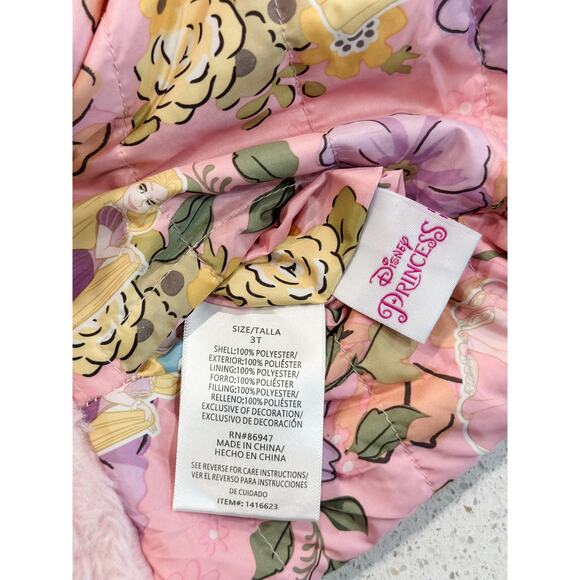 Disney
PRINCESS
SIZE/TALLA
3T
SHELL:100% POLYESTER/
EXTERIOR:100% POLIÉSTER
LINING:100% POLYESTER/
FORRO:100% POLIÉSTER
FILLING:100% POLYESTER/
RELLENO:100% POLIÉSTER
EXCLUSIVE OF DECORATION/
EXCLUSIVO DE DECORACIÓN
RN#86947
MADE IN CHINA/
HECHO EN CHINA
SEE REVERSE FOR CARE INSTRUCTIONS/
VER EL REVERSO PARA INSTRUCCIONES
DE CUIDADO
ITEM#: 1416623